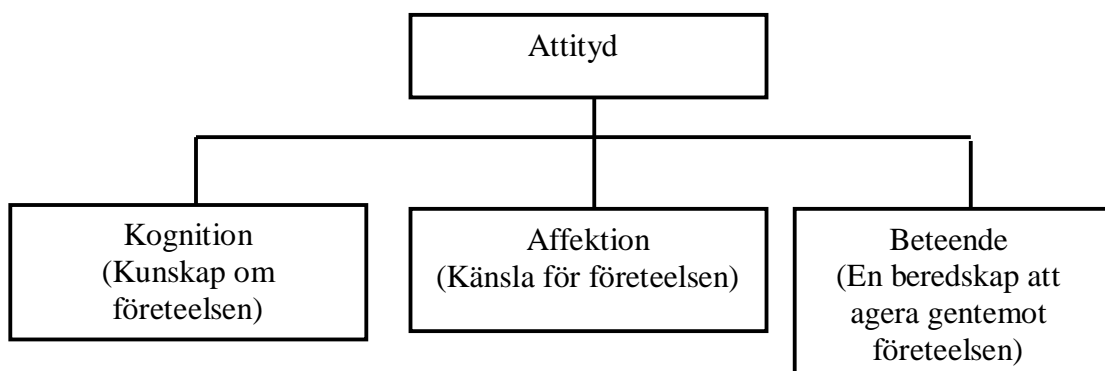 Attityd
Kognition
(Kunskap om
företeelsen)
Affektion
(Känsla för företeelsen)
Beteende
(En beredskap att
agera gentemot
företeelsen)